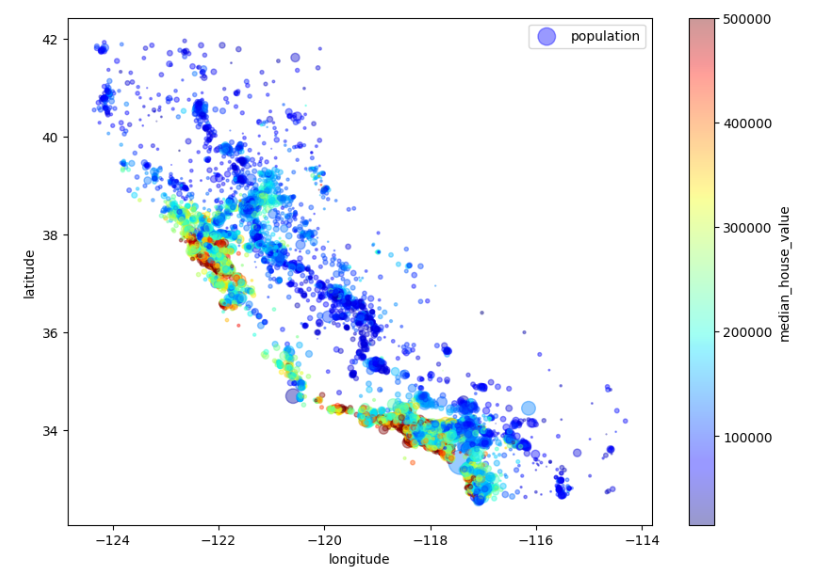 population
42
40
38
36
34
−124 −122 −120 −118 −116 −114
longitude
latitude
500000
400000
300000
200000
100000
median_house_value